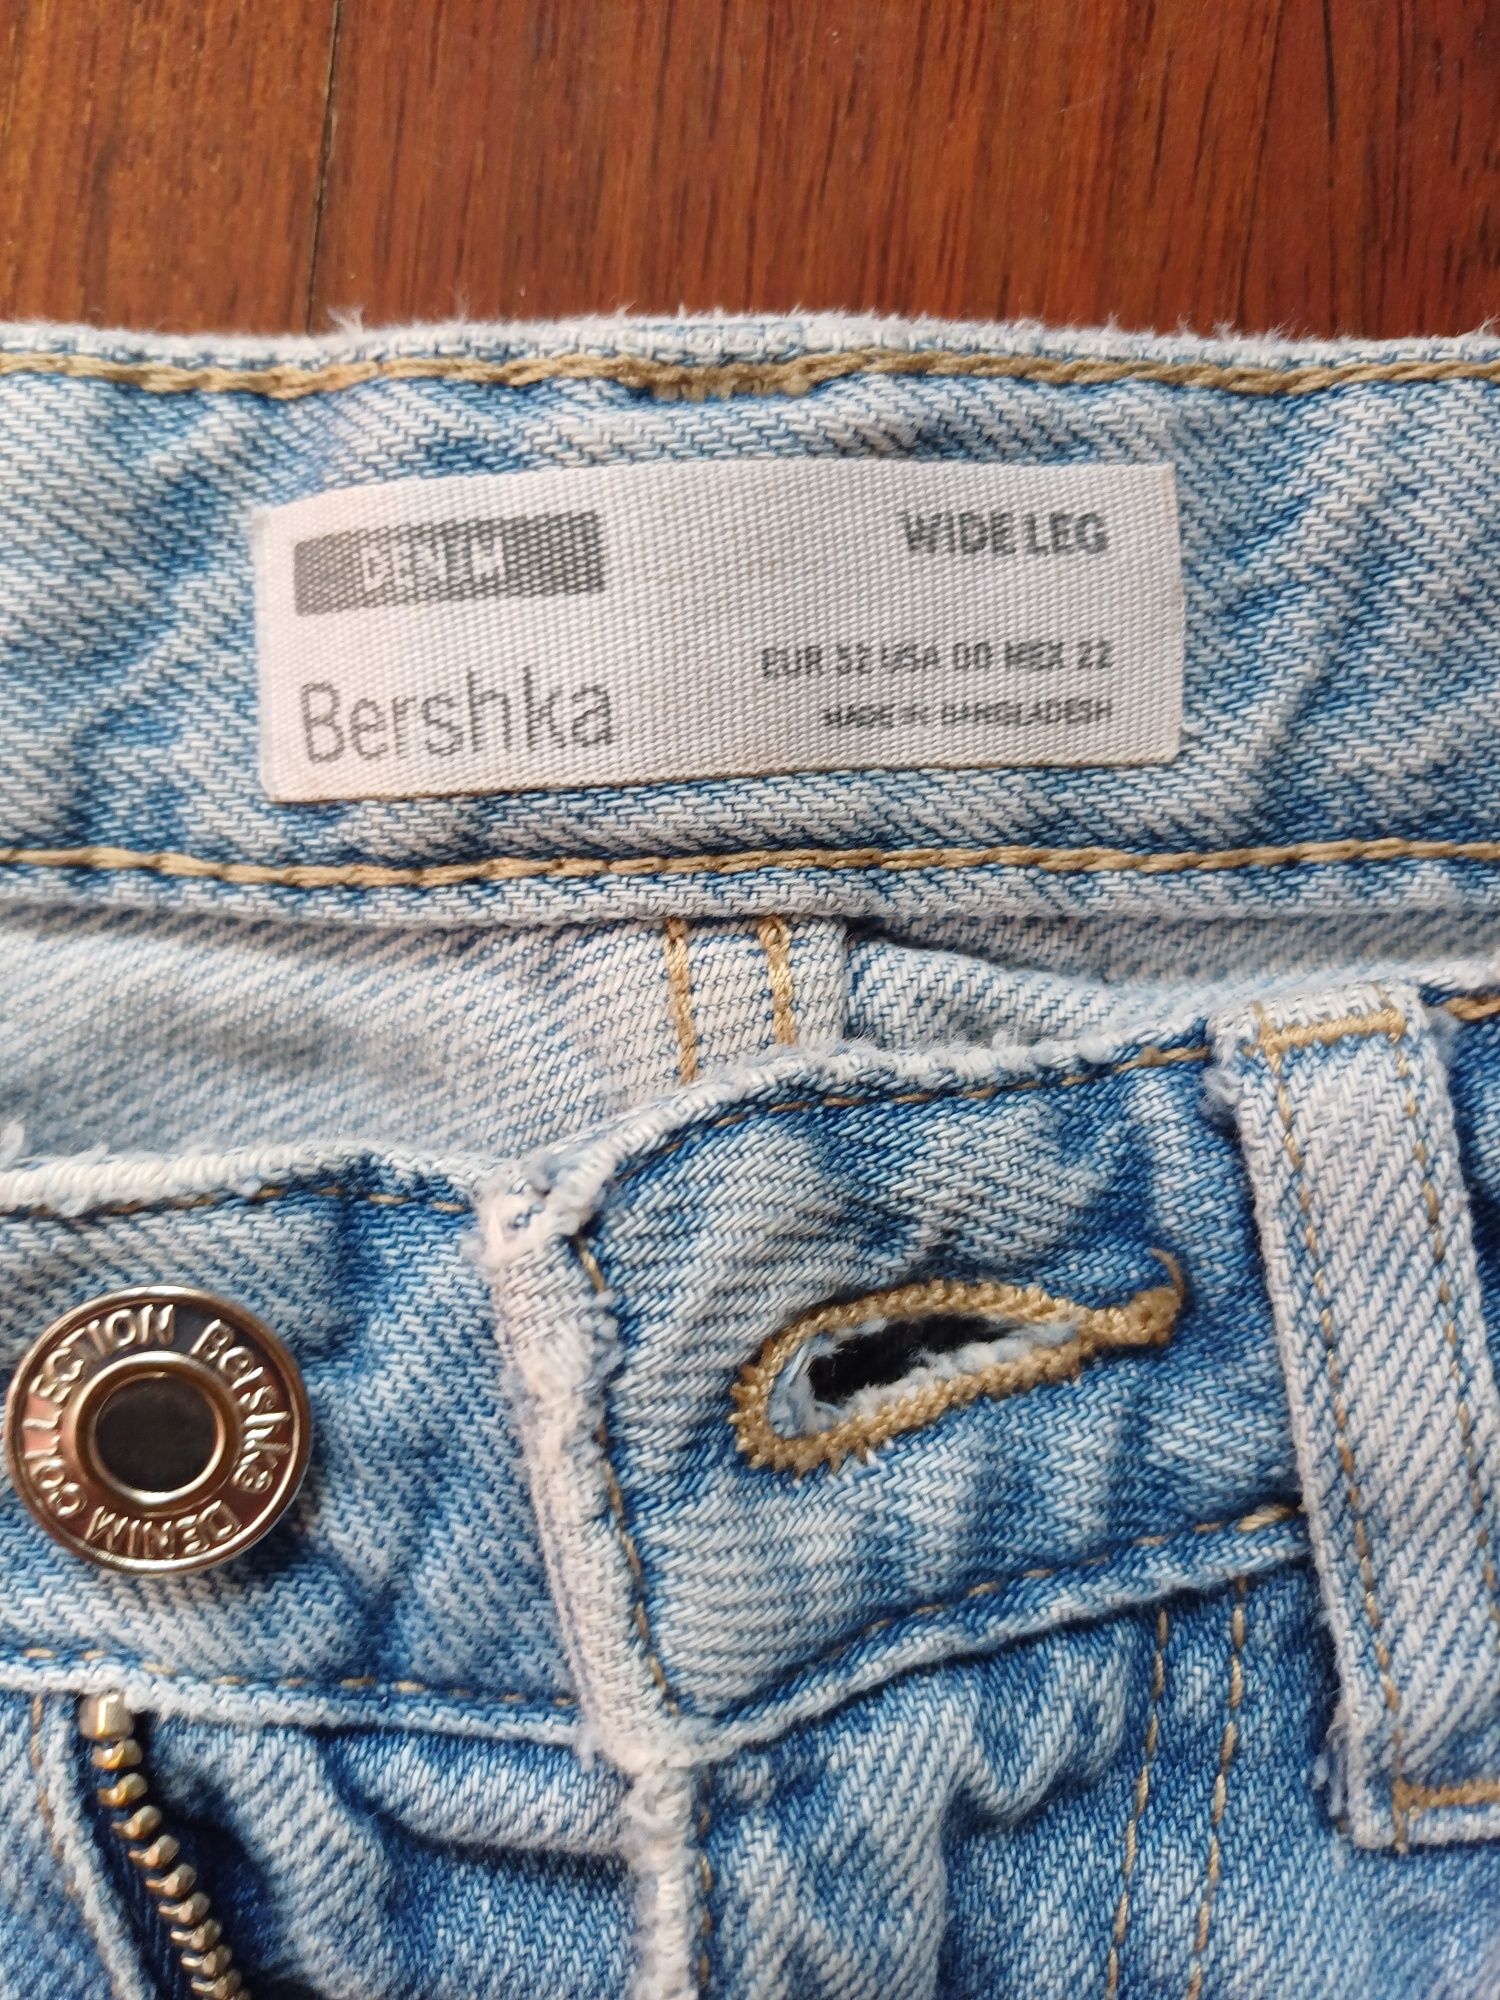 DENIM
WIDE LEG
Bershka
EUR 32 USA 00 MEX 22
MADE IN BANGLADESH
Bershka DENIM COLLECTION